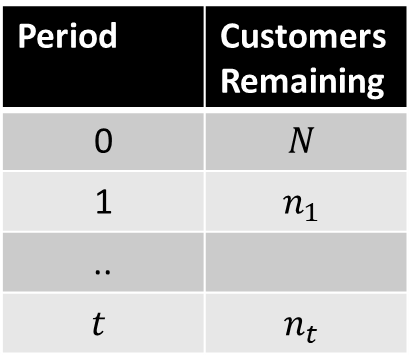 Period Customers
Remaining
0 N
1 n₁
..
t nₜ